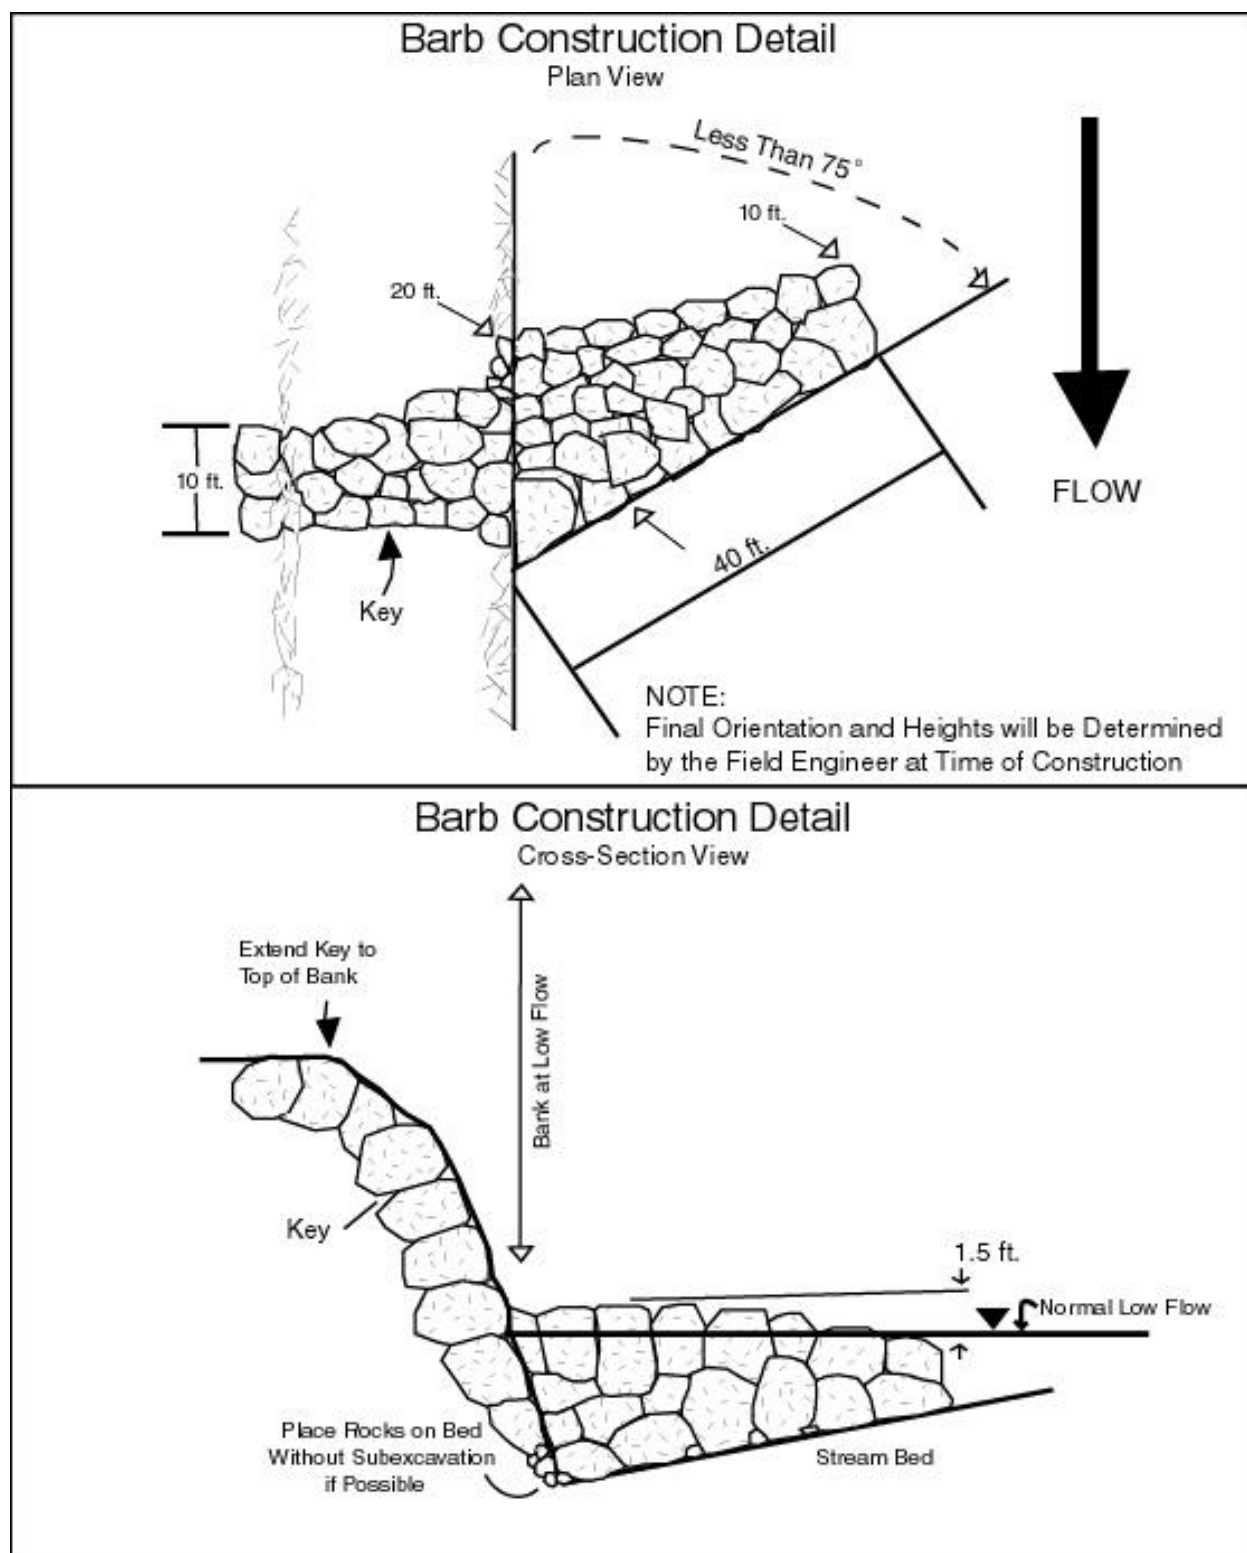 Barb Construction Detail
Plan View
Less Than 75°
10 ft.
20 ft.
10 ft.
FLOW
40 ft.
Key
NOTE:
Final Orientation and Heights will be Determined
by the Field Engineer at Time of Construction
Barb Construction Detail
Cross-Section View
Extend Key to
Top of Bank
Bank at Low Flow
Key
1.5 ft.
Normal Low Flow
Place Rocks on Bed
Without Subexcavation
if Possible
Stream Bed